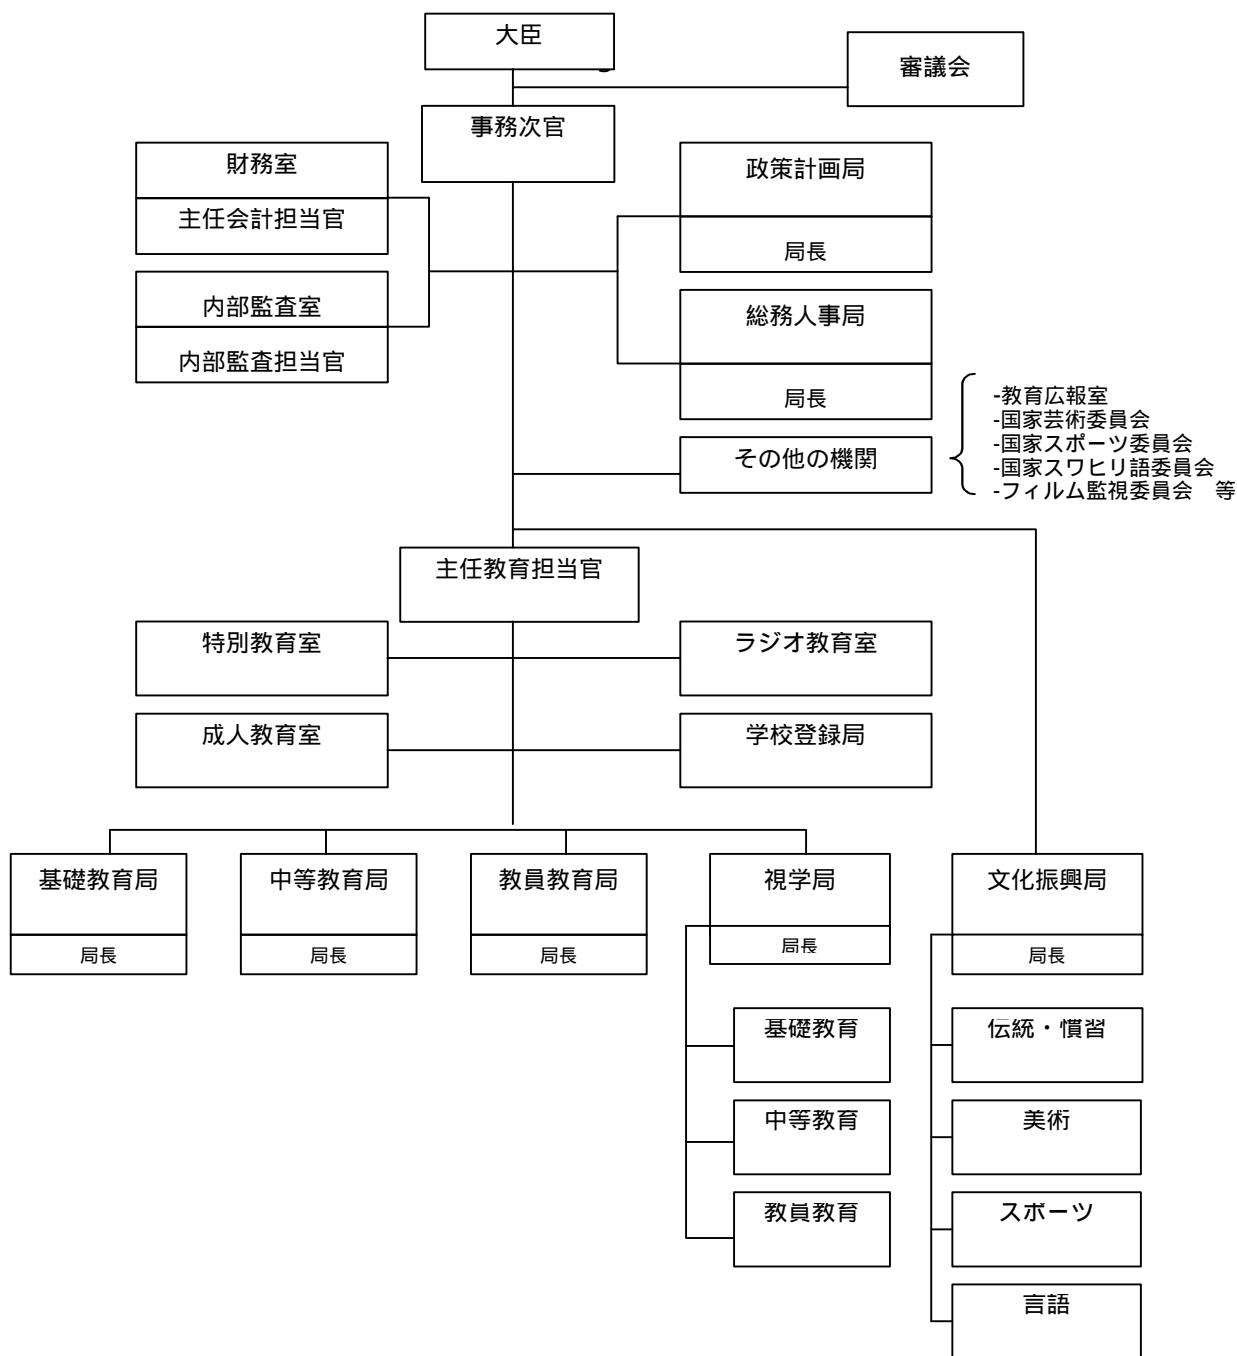 大臣
審議会
事務次官
財務室
主任会計担当官
内部監査室
内部監査担当官
政策計画局
局長
総務人事局
局長
その他の機関
-教育広報室
-国家芸術委員会
-国家スポーツ委員会
-国家スワヒリ語委員会
-フィルム監視委員会　等
主任教育担当官
特別教育室
ラジオ教育室
成人教育室
学校登録局
基礎教育局
局長
中等教育局
局長
教員教育局
局長
視学局
局長
基礎教育
中等教育
教員教育
文化振興局
局長
伝統・慣習
美術
スポーツ
言語